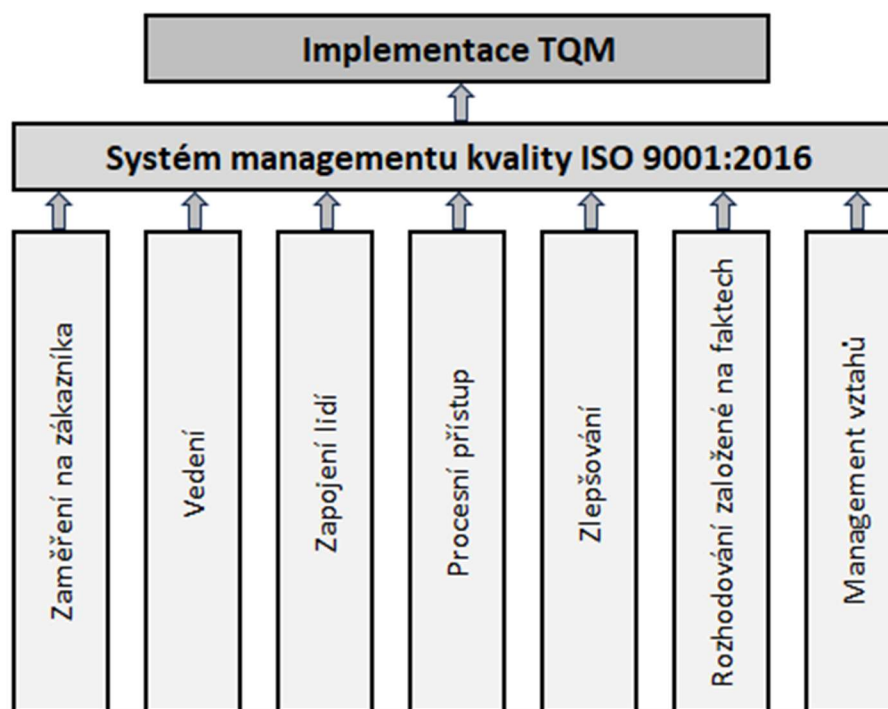 Implementace TQM
Systém managementu kvality ISO 9001:2016
Zaměření na zákazníka
Vedení
Zapojení lidí
Procesní přístup
Zlepšování
Rozhodování založené na faktech
Management vztahů